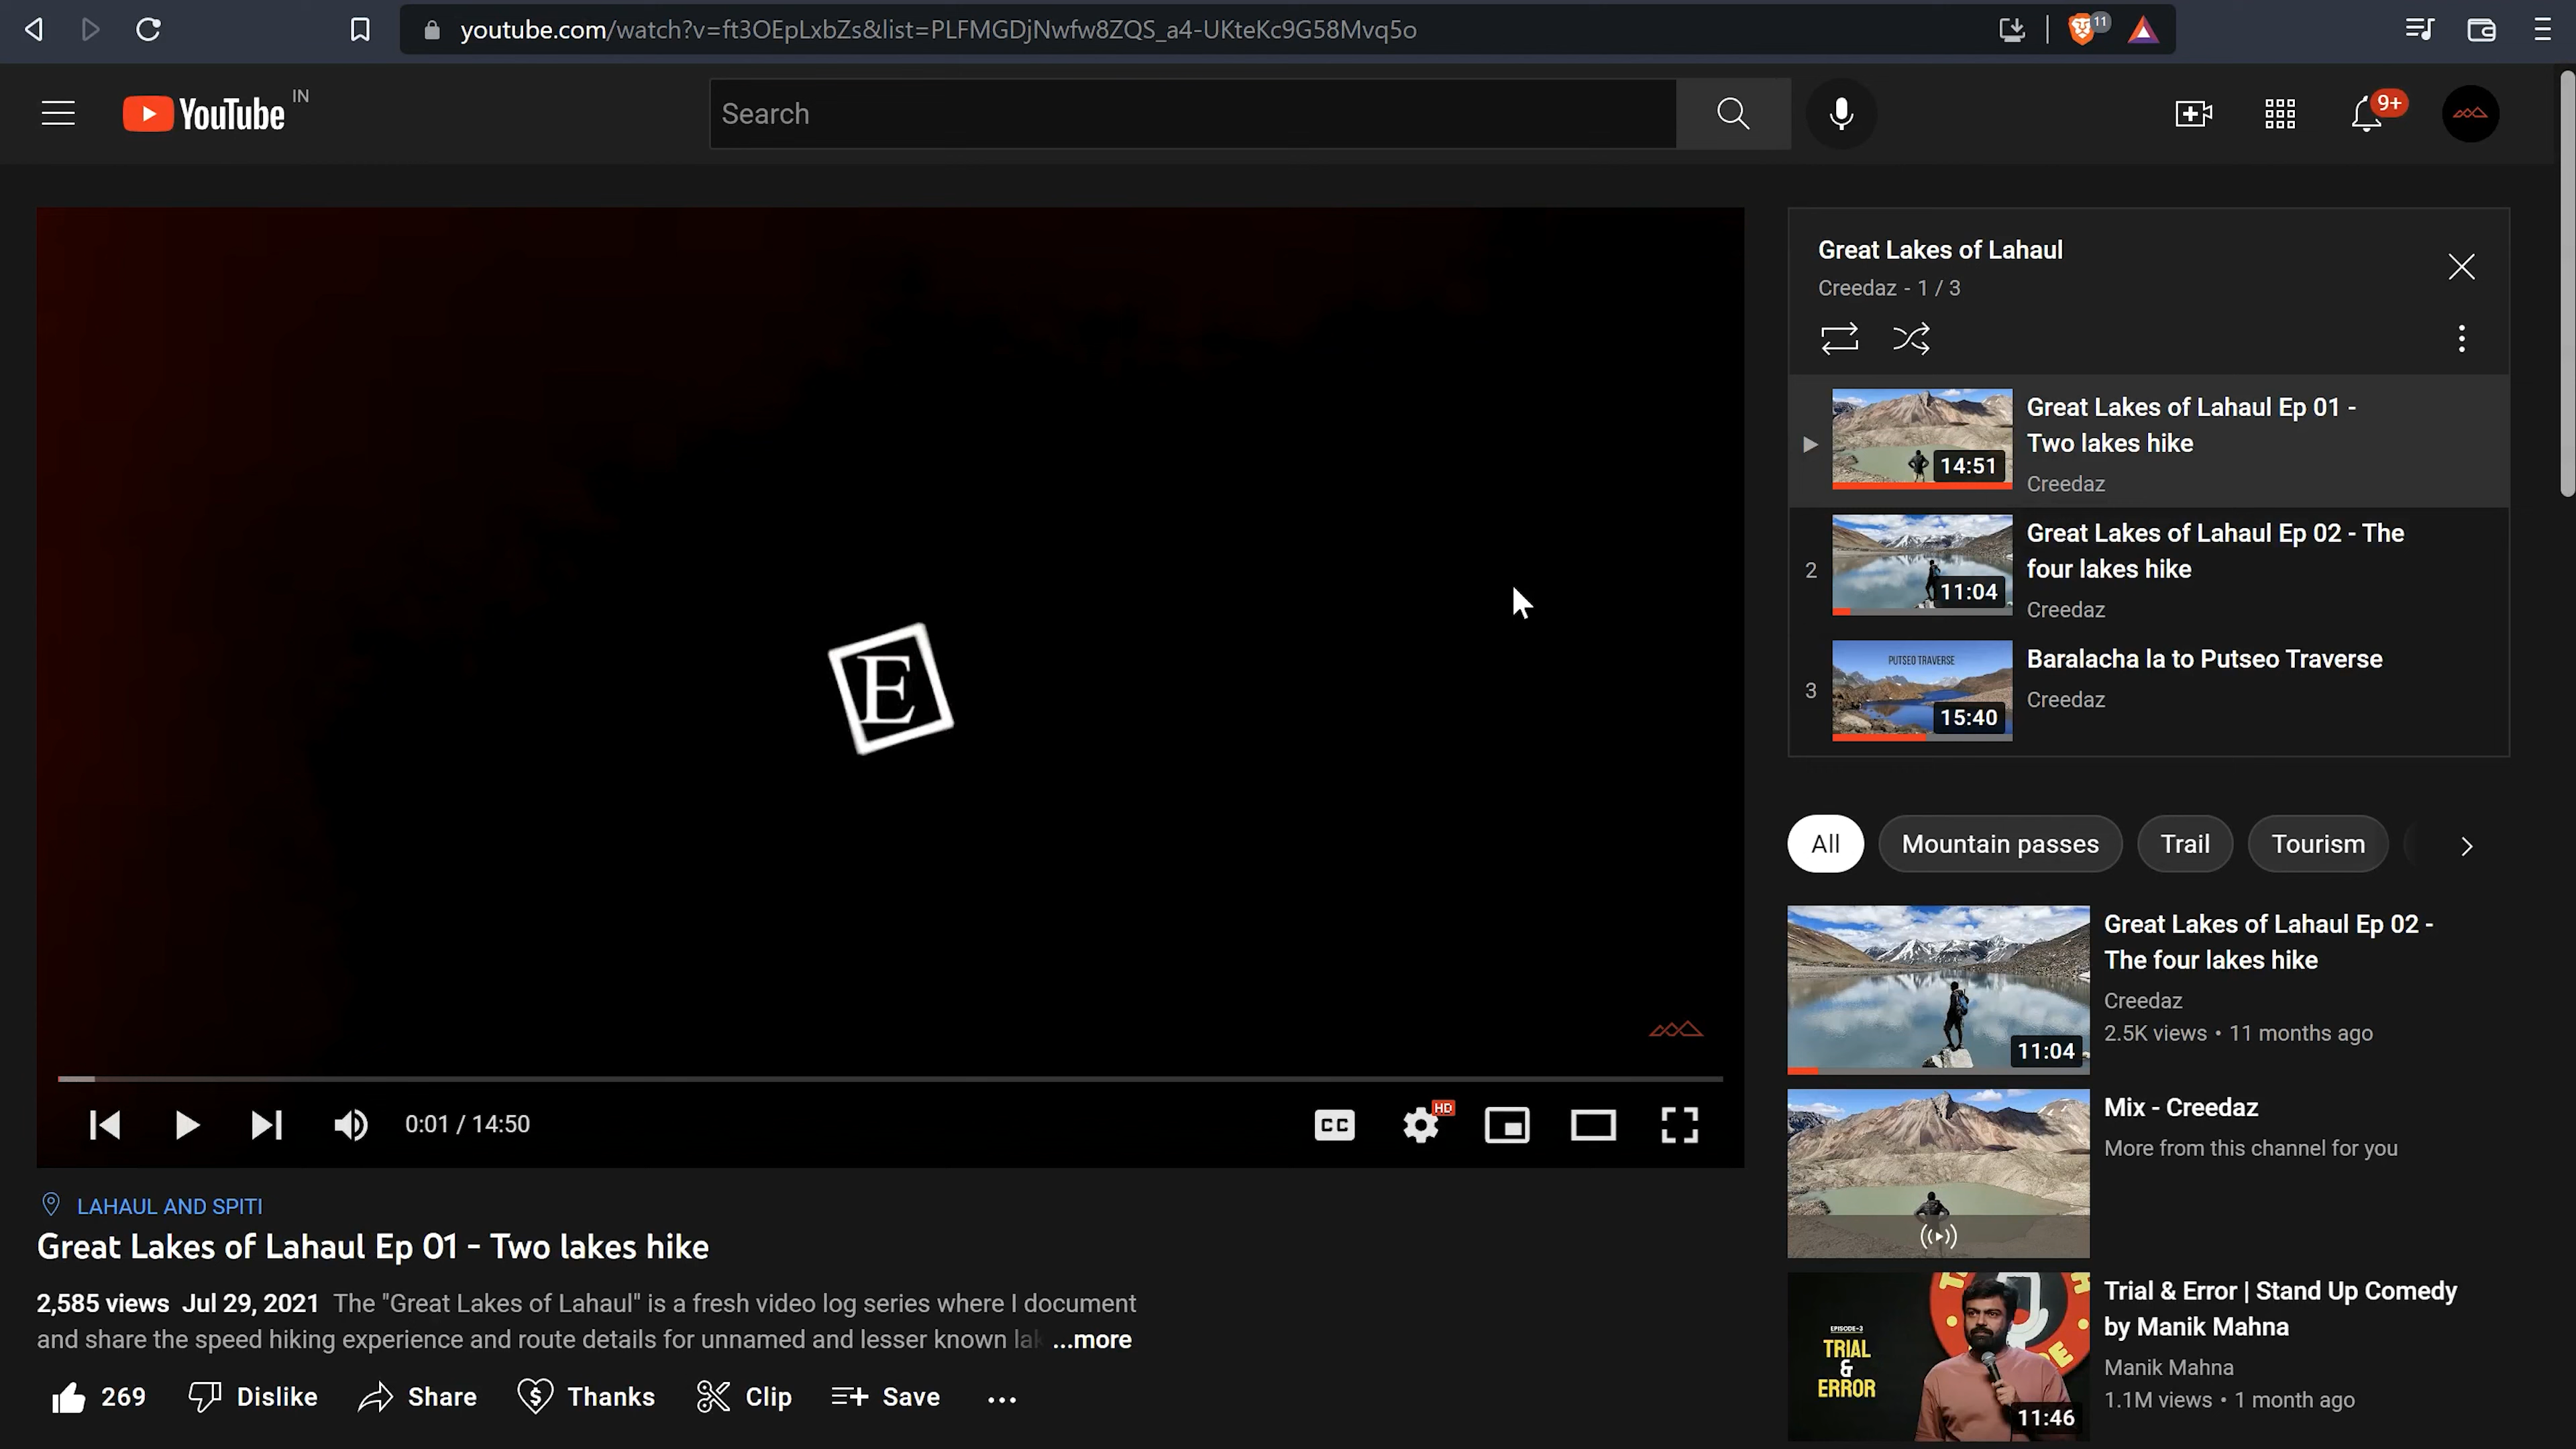 youtube.com/watch?v=ft3OEpLxbZs&list=PLFMGDjNwfw8ZQS_a4-UKteKc9G58Mvq5o
11
YouTube IN
Search
9+
E
0:01 / 14:50
CC
HD
LAHAUL AND SPITI
Great Lakes of Lahaul Ep 01 - Two lakes hike
2,585 views Jul 29, 2021 The "Great Lakes of Lahaul" is a fresh video log series where I document
and share the speed hiking experience and route details for unnamed and lesser known ...more
269 Dislike Share Thanks Clip Save
Great Lakes of Lahaul
Creedaz - 1 / 3
14:51
Great Lakes of Lahaul Ep 01 -
Two lakes hike
Creedaz
2
11:04
Great Lakes of Lahaul Ep 02 - The
four lakes hike
Creedaz
3
PUTSEO TRAVERSE
15:40
Baralacha la to Putseo Traverse
Creedaz
All Mountain passes Trail Tourism
11:04
Great Lakes of Lahaul Ep 02 -
The four lakes hike
Creedaz
2.5K views • 11 months ago
Mix - Creedaz
More from this channel for you
EPISODE-3
TRIAL
&
ERROR
11:46
Trial & Error | Stand Up Comedy
by Manik Mahna
Manik Mahna
1.1M views • 1 month ago